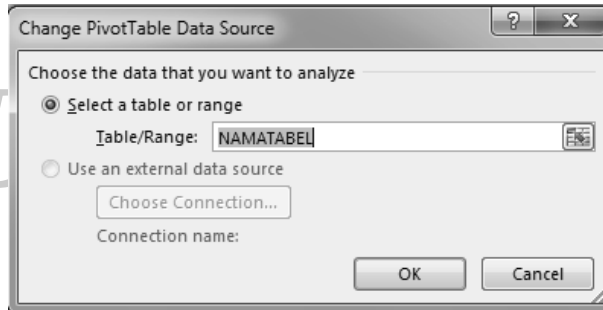 Change PivotTable Data Source
Choose the data that you want to analyze
Select a table or range
Table/Range: NAMATABEL
Use an external data source
Choose Connection...
Connection name:
OK Cancel